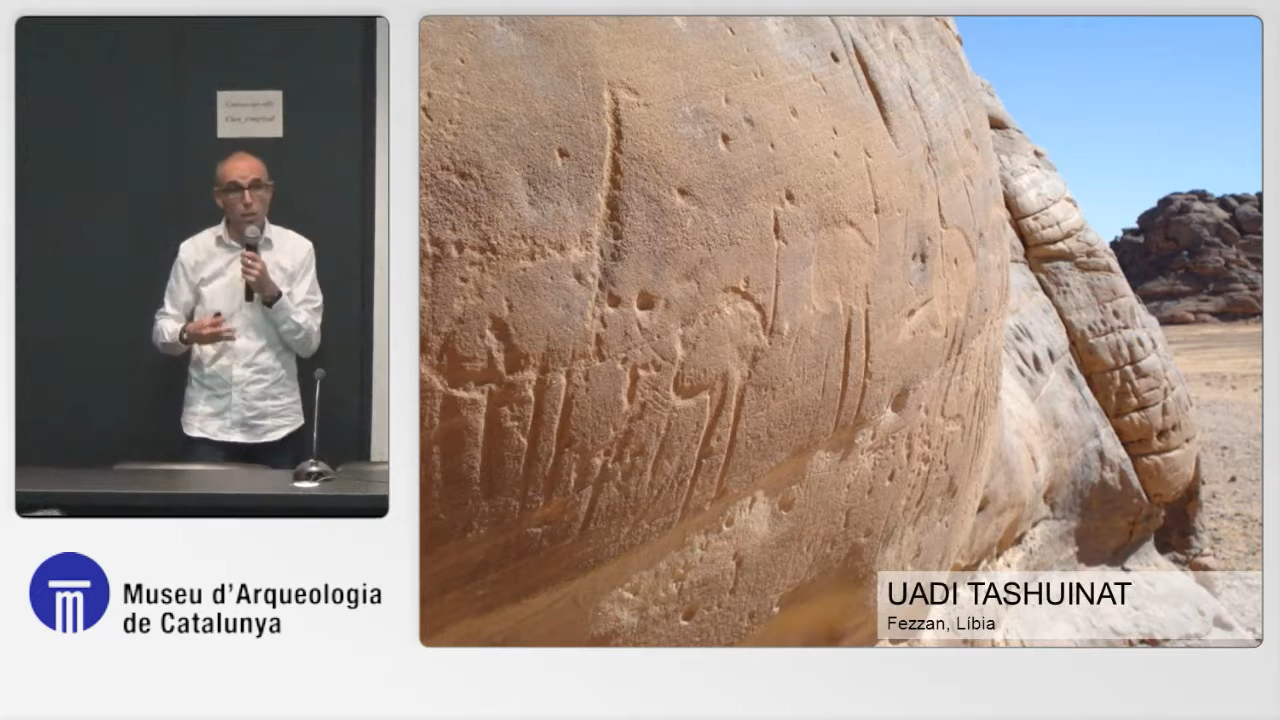 Museu d'Arqueologia
de Catalunya
UADI TASHUINAT
Fezzan, Líbia